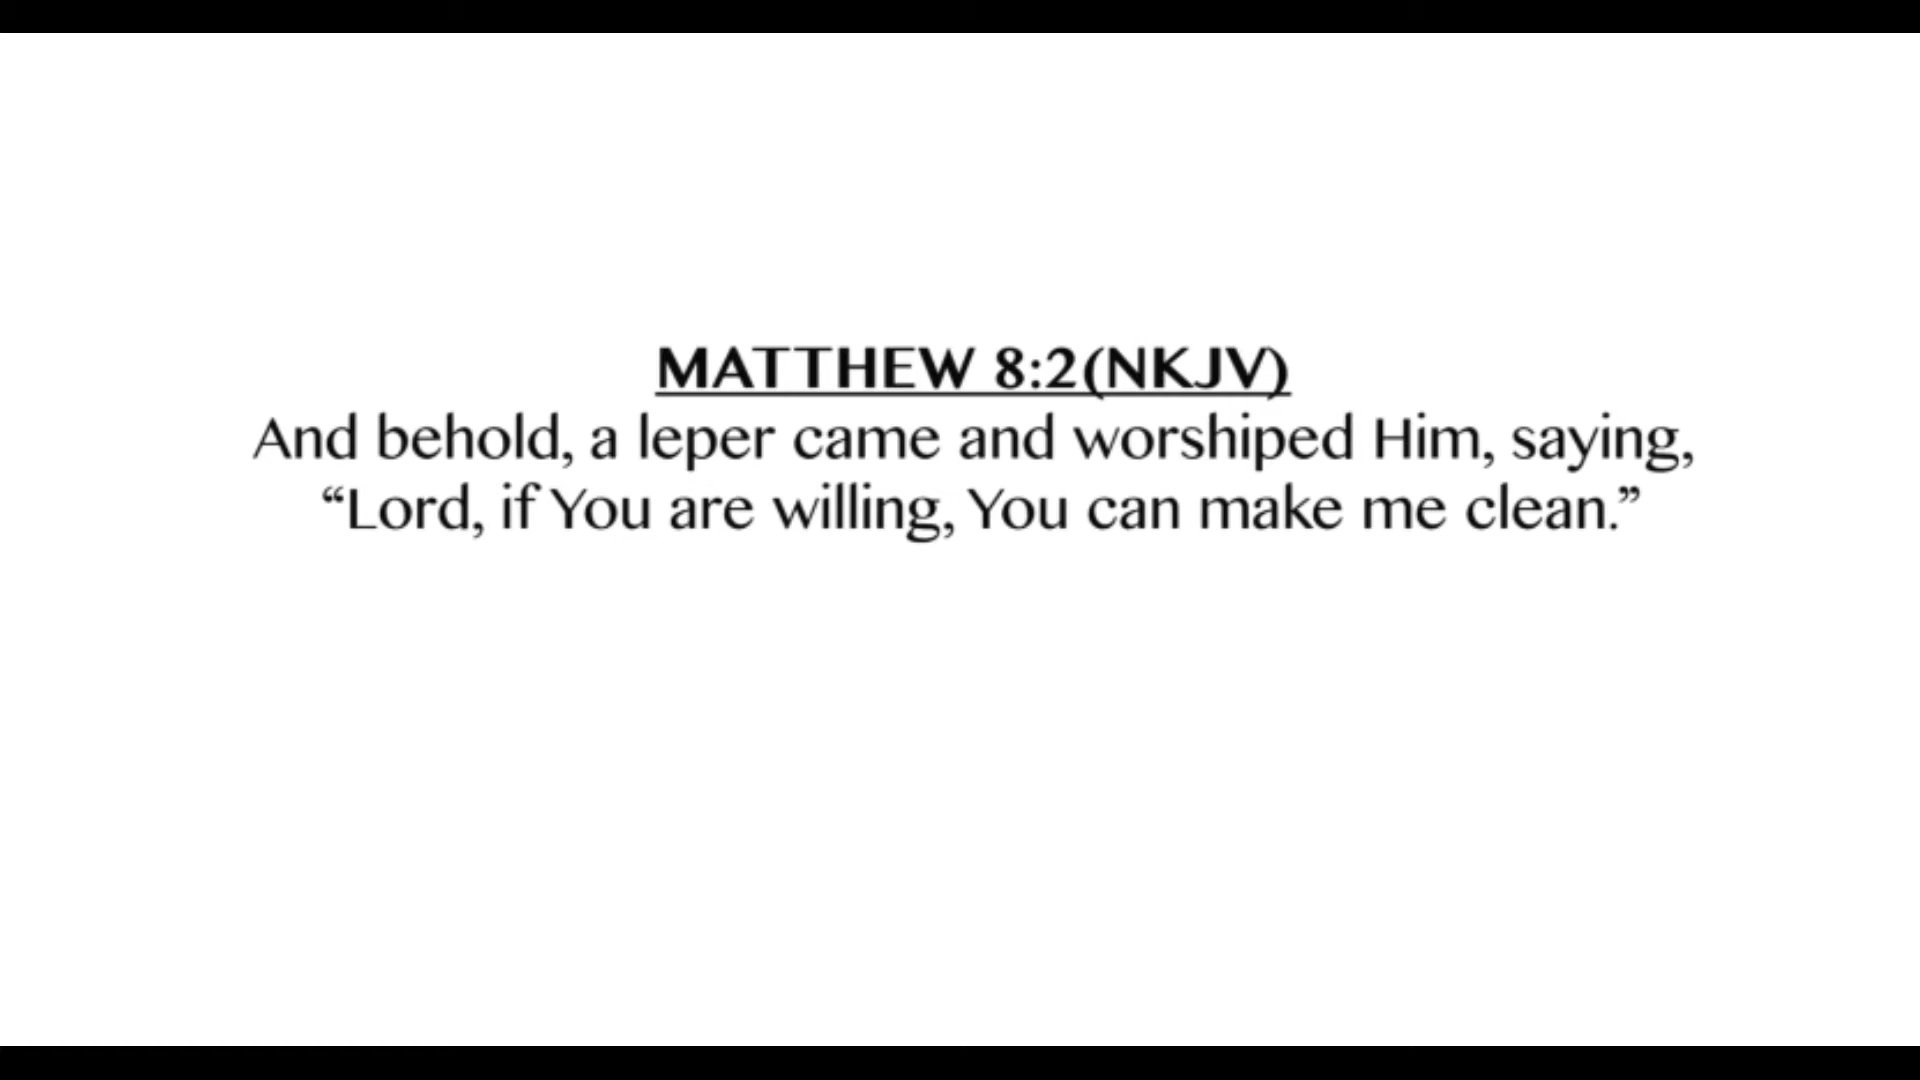 MATTHEW 8:2(NKJV)
And behold, a leper came and worshiped Him, saying,
“Lord, if You are willing, You can make me clean.”